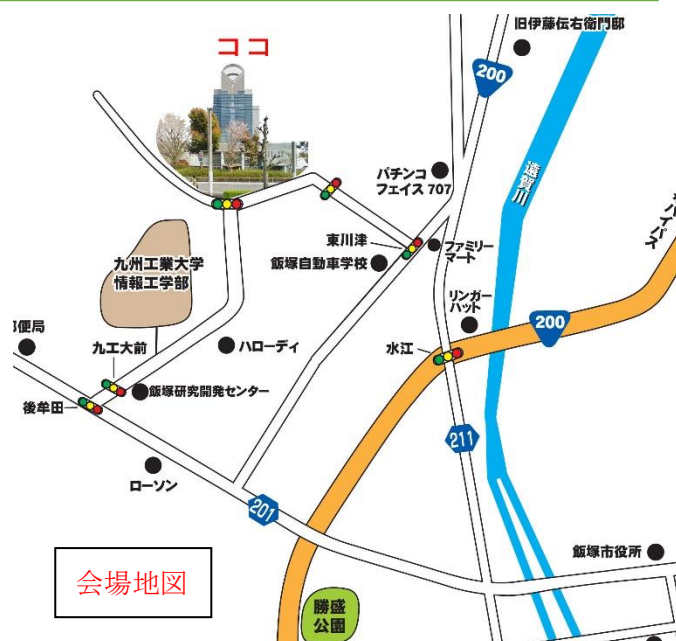 旧伊藤伝右衛門邸
ココ
200
遠賀川
パチンコ
フェイス707
バイパス
東川津
ファミリー
マート
飯塚自動車学校
九州工業大学
情報工学部
リンガー
ハット
200
便局
九工大前
ハローデイ
水江
飯塚研究開発センター
後牟田
211
ローソン
201
飯塚市役所
会場地図
勝盛
公園